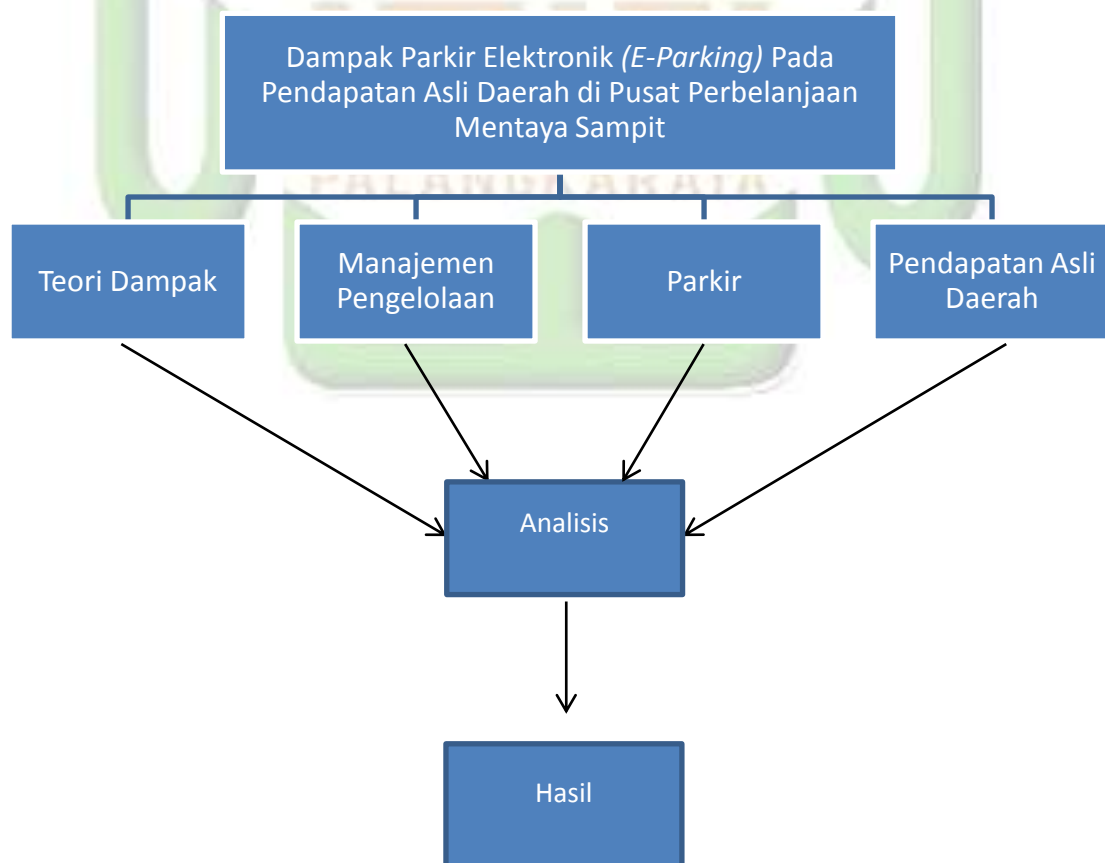 Dampak Parkir Elektronik (E-Parking) Pada
Pendapatan Asli Daerah di Pusat Perbelanjaan
Mentaya Sampit
PALANGKARAYA
Teori Dampak
Manajemen
Pengelolaan
Parkir
Pendapatan Asli
Daerah
Analisis
Hasil